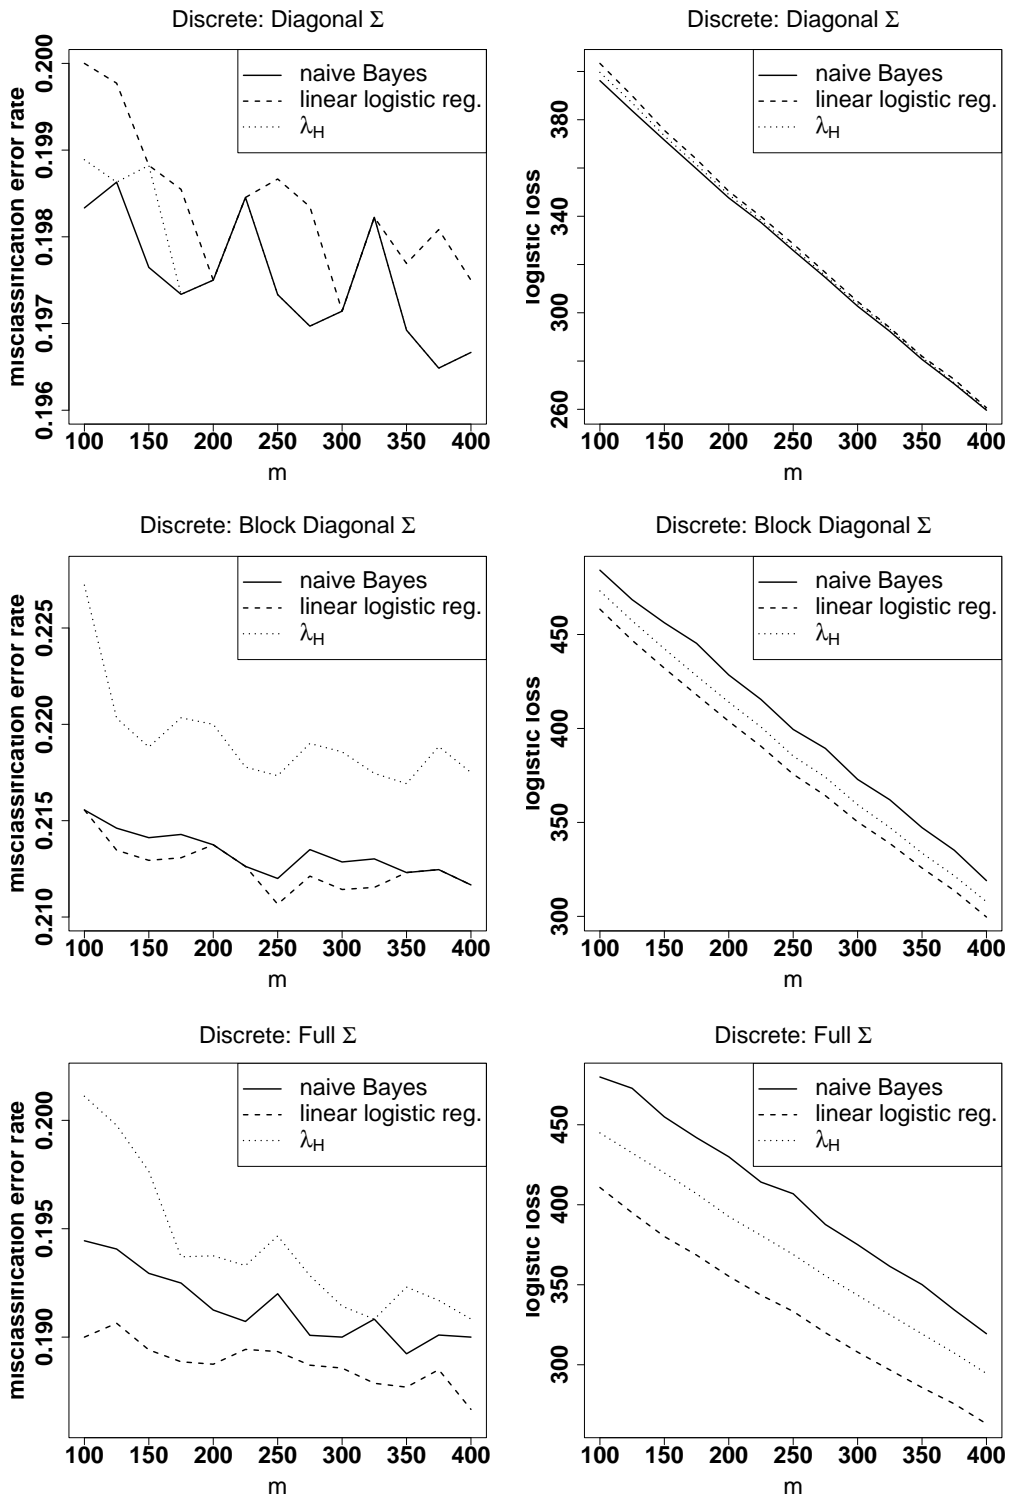 Discrete: Diagonal Σ
misclassification error rate
0.200
0.199
0.198
0.197
0.196
naive Bayes
linear logistic reg.
λH
100 150 200 250 300 350 400
m
Discrete: Diagonal Σ
logistic loss
380
340
300
260
naive Bayes
linear logistic reg.
λH
100 150 200 250 300 350 400
m
Discrete: Block Diagonal Σ
misclassification error rate
0.225
0.220
0.215
0.210
naive Bayes
linear logistic reg.
λH
100 150 200 250 300 350 400
m
Discrete: Block Diagonal Σ
logistic loss
450
400
350
300
naive Bayes
linear logistic reg.
λH
100 150 200 250 300 350 400
m
Discrete: Full Σ
misclassification error rate
0.200
0.195
0.190
naive Bayes
linear logistic reg.
λH
100 150 200 250 300 350 400
m
Discrete: Full Σ
logistic loss
450
400
350
300
naive Bayes
linear logistic reg.
λH
100 150 200 250 300 350 400
m